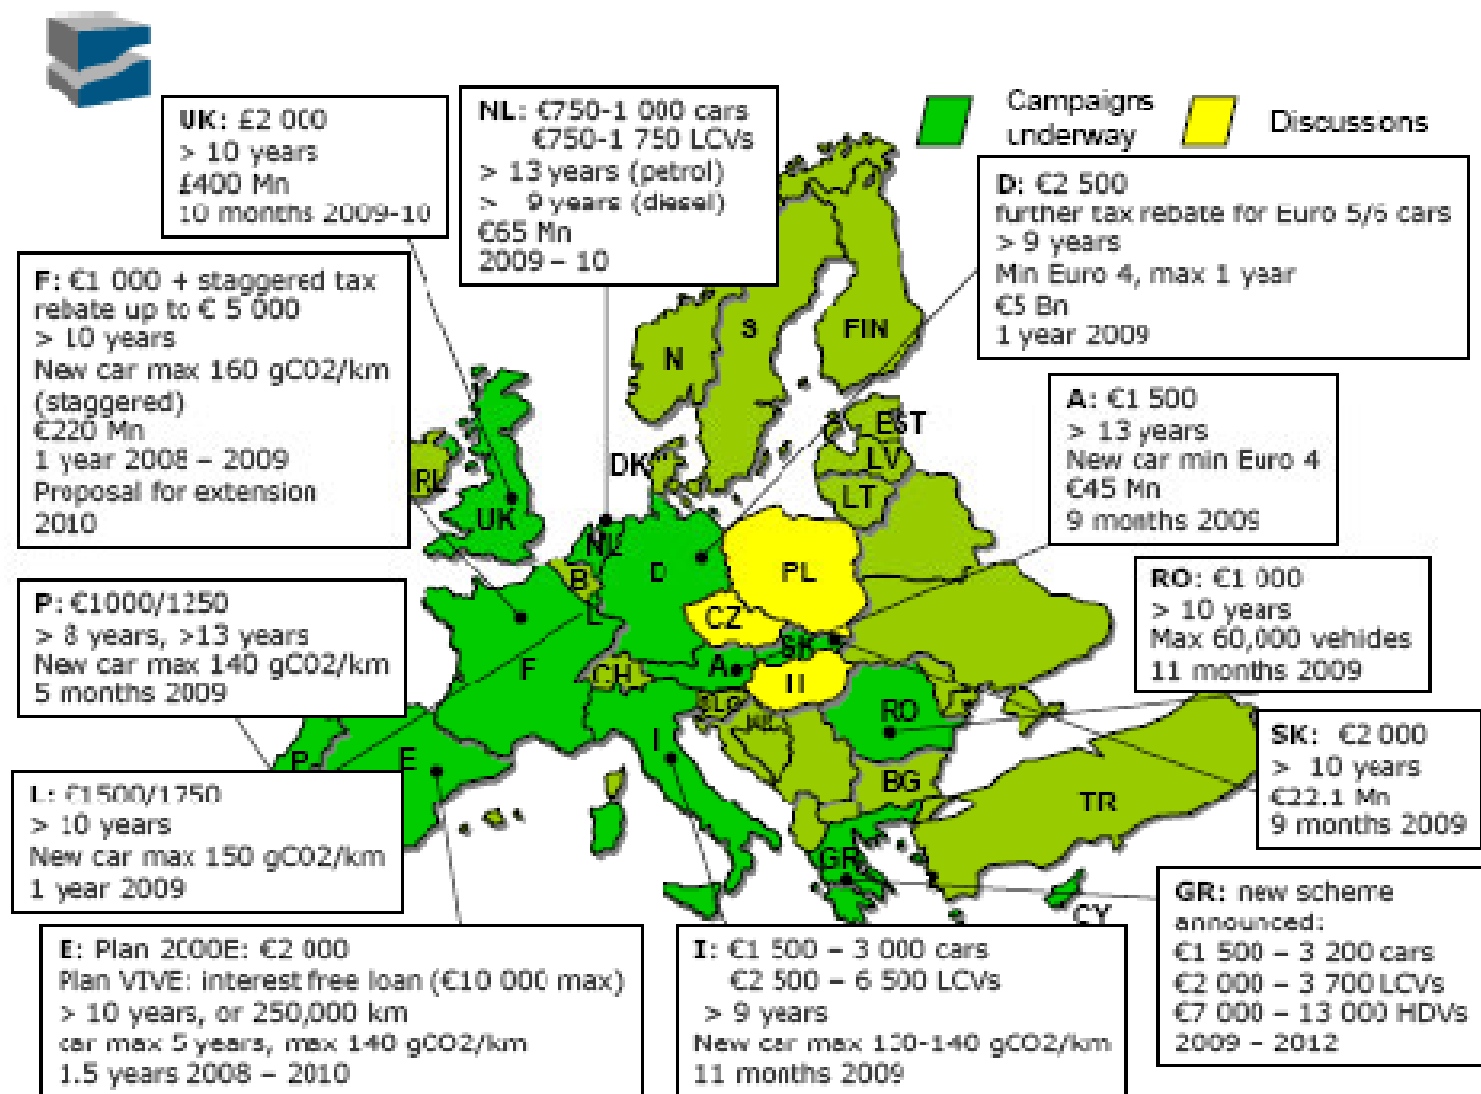 Campaigns
underway
Discussions
UK: £2 000
> 10 years
£400 Mn
10 months 2009-10
NL: €750-1 000 cars
€750-1 750 LCVs
> 13 years (petrol)
> 9 years (diesel)
€65 Mn
2009 – 10
D: €2 500
further tax rebate for Euro 5/6 cars
> 9 years
Min Euro 4, max 1 year
€5 Bn
1 year 2009
F: €1 000 + staggered tax
rebate up to € 5 000
> 10 years
New car max 160 gCO2/km
(staggered)
€220 Mn
1 year 2008 – 2009
Proposal for extension
2010
A: €1 500
> 13 years
New car min Euro 4
€45 Mn
9 months 2009
RO: €1 000
> 10 years
Max 60,000 vehicles
11 months 2009
P: €1000/1250
> 8 years, >13 years
New car max 140 gCO2/km
5 months 2009
SK: €2 000
> 10 years
€22.1 Mn
9 months 2009
L: €1500/1750
> 10 years
New car max 150 gCO2/km
1 year 2009
GR: new scheme
announced:
€1 500 – 3 200 cars
€2 000 – 3 700 LCVs
€7 000 – 13 000 HDVs
2009 – 2012
E: Plan 2000E: €2 000
Plan VIVE: interest free loan (€10 000 max)
> 10 years, or 250,000 km
car max 5 years, max 140 gCO2/km
1.5 years 2008 – 2010
I: €1 500 – 3 000 cars
€2 500 – 6 500 LCVs
> 9 years
New car max 130-140 gCO2/km
11 months 2009
N
S
FIN
EST
LV
LT
DK
RL
UK
NL
B
D
PL
L
CZ
SK
F
CH
A
H
SLO
RO
I
P
E
BG
TR
GR
CY